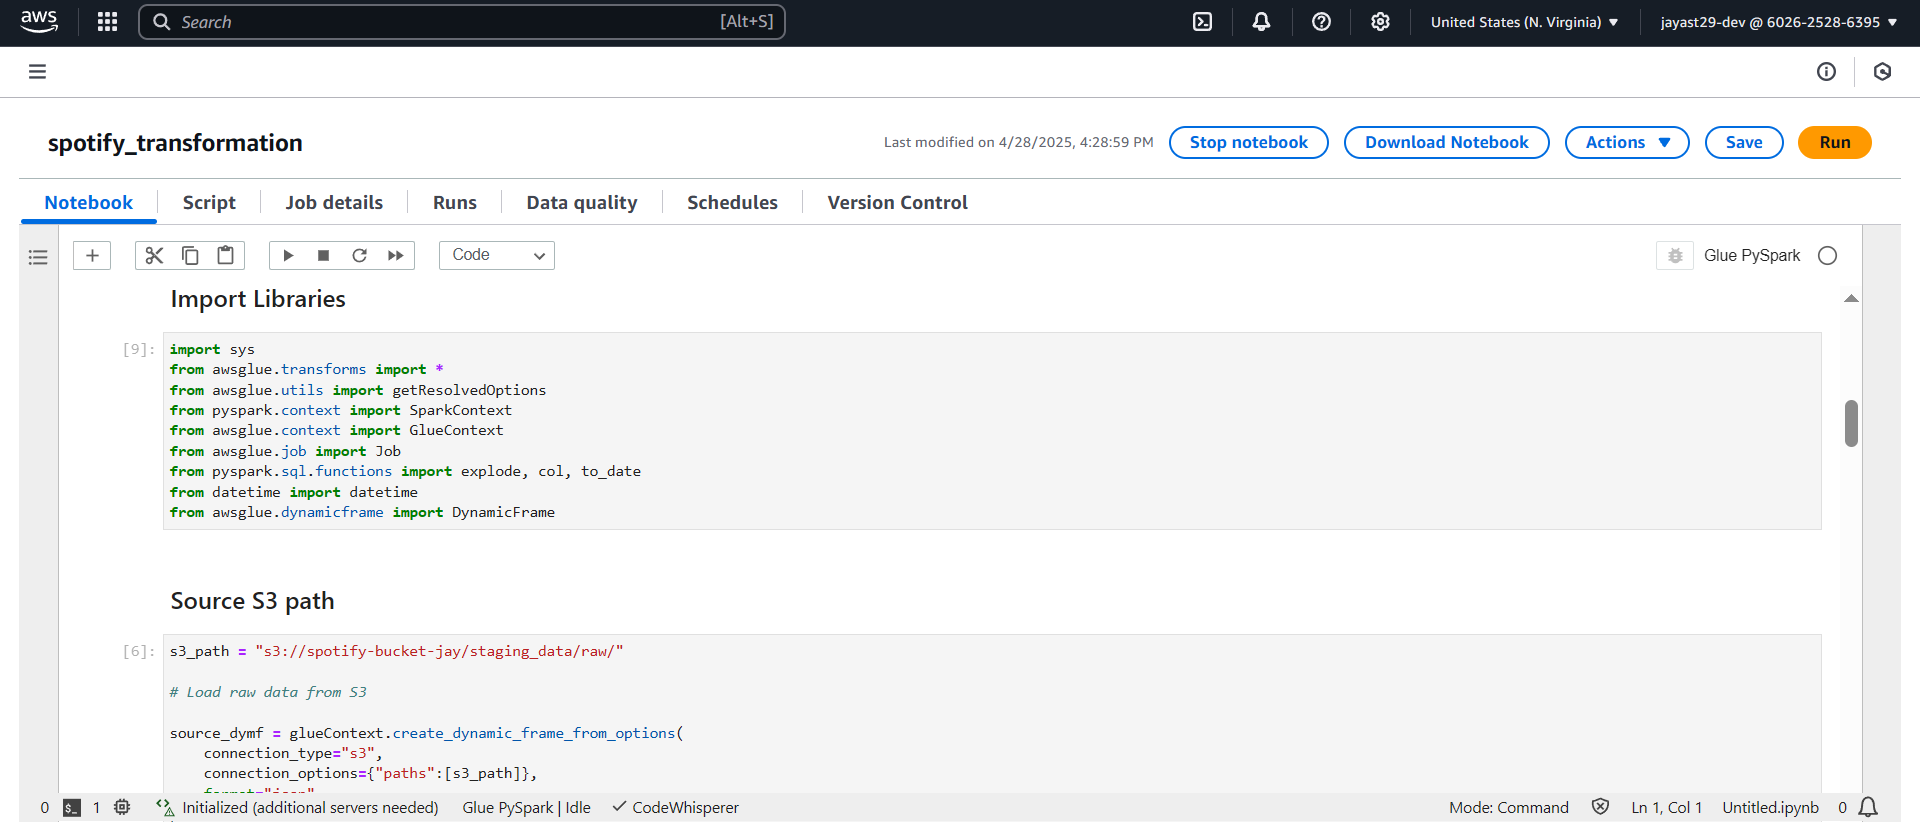 aws
Search
[Alt+S]
United States (N. Virginia)
jayast29-dev @ 6026-2528-6395
spotify_transformation
Last modified on 4/28/2025, 4:28:59 PM
Stop notebook
Download Notebook
Actions
Save
Run
Notebook
Script
Job details
Runs
Data quality
Schedules
Version Control
Code
Glue PySpark
Import Libraries
[9]:
import sys
from awsglue.transforms import *
from awsglue.utils import getResolvedOptions
from pyspark.context import SparkContext
from awsglue.context import GlueContext
from awsglue.job import Job
from pyspark.sql.functions import explode, col, to_date
from datetime import datetime
from awsglue.dynamicframe import DynamicFrame
Source S3 path
[6]:
s3_path = "s3://spotify-bucket-jay/staging_data/raw/"
# Load raw data from S3
source_dymf = glueContext.create_dynamic_frame_from_options(
connection_type="s3",
connection_options={"paths":[s3_path]},
format="json"
0
1
Initialized (additional servers needed)
Glue PySpark | Idle
CodeWhisperer
Mode: Command
Ln 1, Col 1
Untitled.ipynb
0